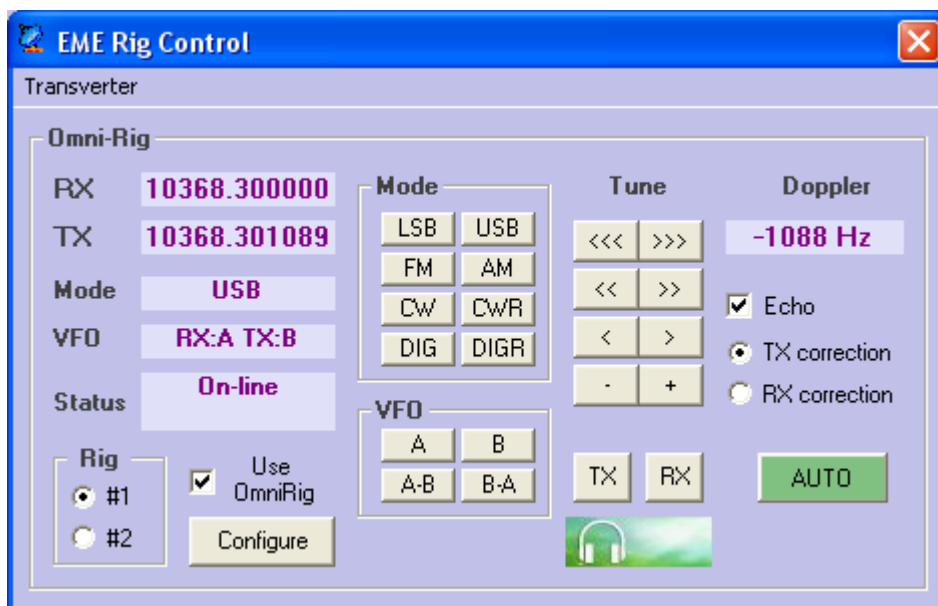 EME Rig Control
Transverter
Omni-Rig
RX 10368.300000
TX 10368.301089
Mode USB
VFO RX:A TX:B
Status On-line
Rig
#1
#2
Use
OmniRig
Configure
Mode
LSB USB
FM AM
CW CWR
DIG DIGR
VFO
A B
A-B B-A
Tune
<<< >>>
<< >>
< >
- +
TX RX
Doppler
-1088 Hz
Echo
TX correction
RX correction
AUTO